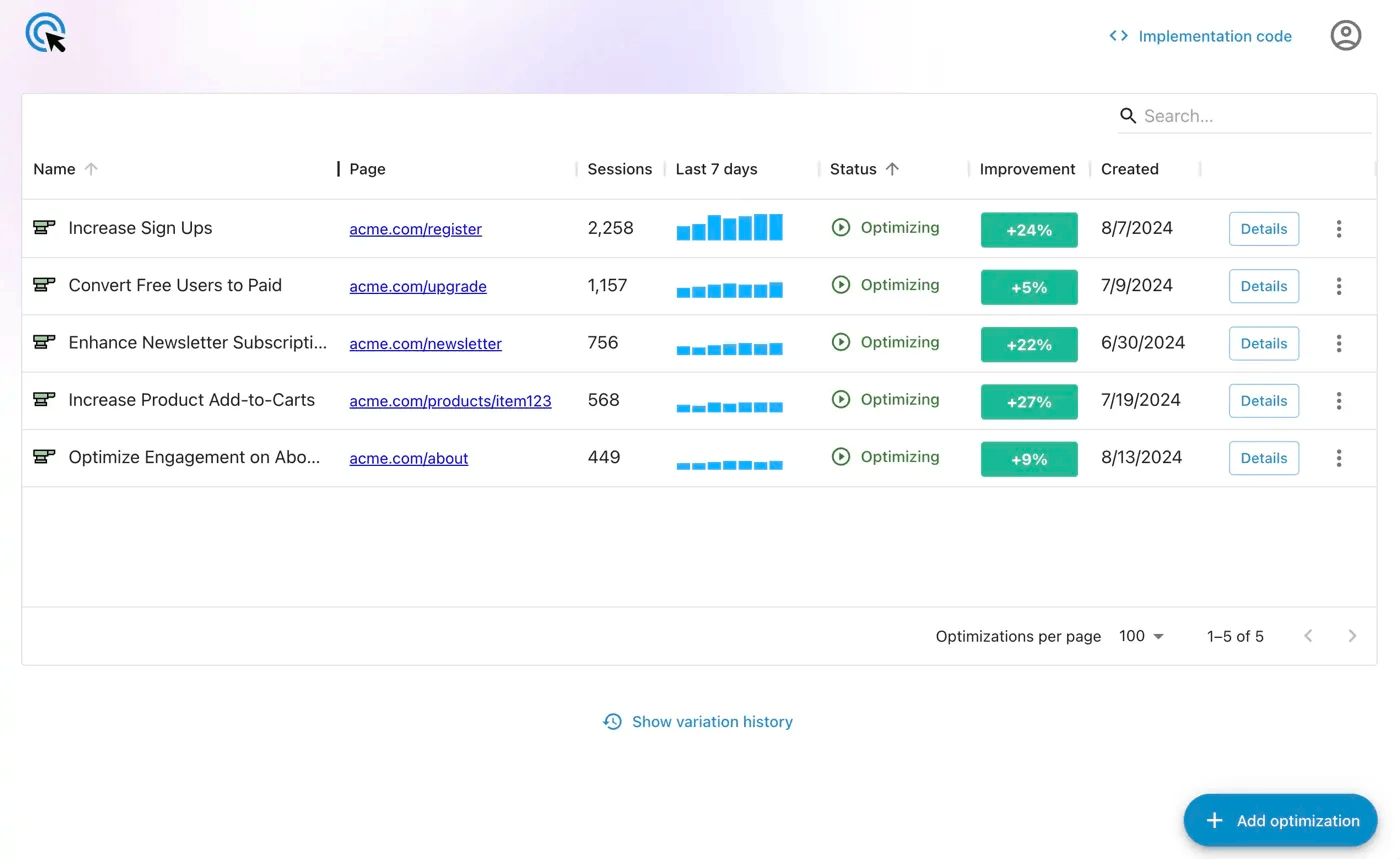 Implementation code
Search...
Name Page Sessions Last 7 days Status Improvement Created
Increase Sign Ups acme.com/register 2,258 Optimizing +24% 8/7/2024 Details
Convert Free Users to Paid acme.com/upgrade 1,157 Optimizing +5% 7/9/2024 Details
Enhance Newsletter Subscripti... acme.com/newsletter 756 Optimizing +22% 6/30/2024 Details
Increase Product Add-to-Carts acme.com/products/item123 568 Optimizing +27% 7/19/2024 Details
Optimize Engagement on Abo... acme.com/about 449 Optimizing +9% 8/13/2024 Details
Optimizations per page 100 1–5 of 5
Show variation history
Add optimization